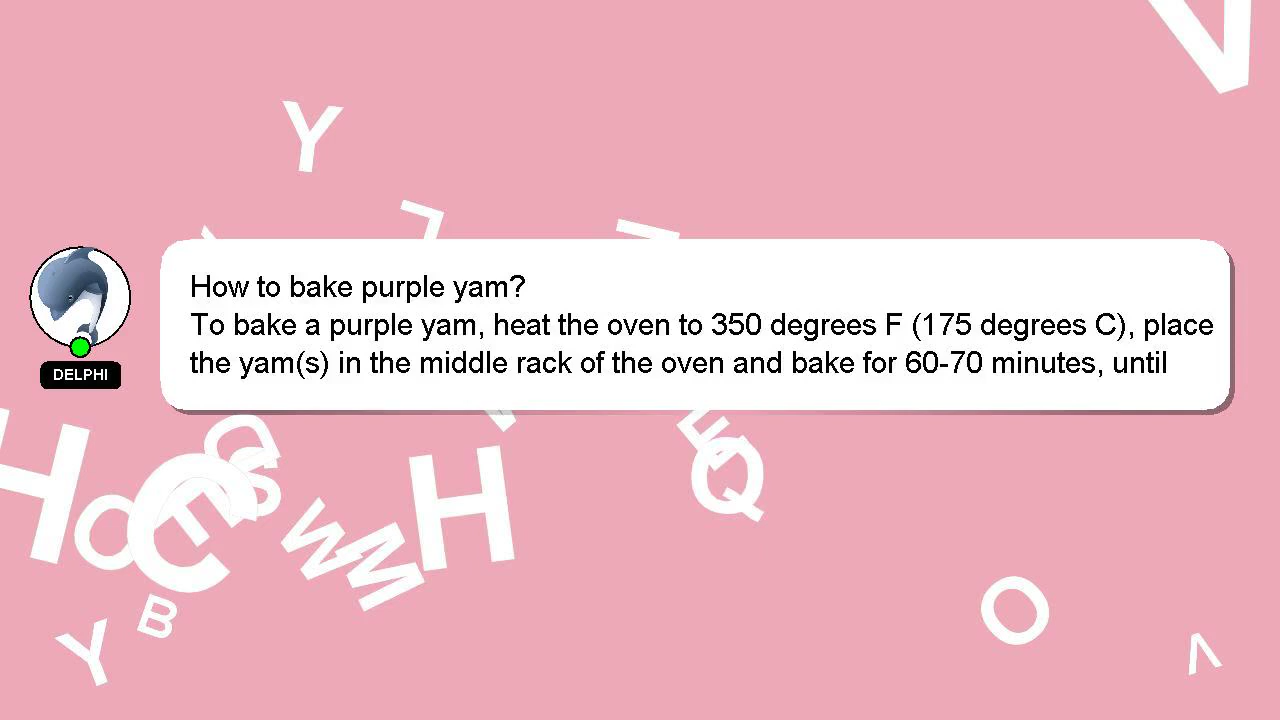 How to bake purple yam?
To bake a purple yam, heat the oven to 350 degrees F (175 degrees C), place
the yam(s) in the middle rack of the oven and bake for 60-70 minutes, until
DELPHI
V
Y
L
L
H
O
C
G
S
E
W
M
H
E
Q
V
B
Y
O
V